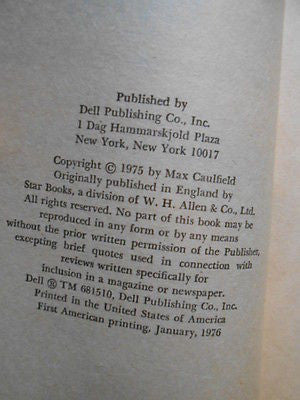 Published by
Dell Publishing Co., Inc.
1 Dag Hammarskjold Plaza
New York, New York 10017
Copyright © 1975 by Max Caulfield
Originally published in England by
Star Books, a division of W. H. Allen & Co., Ltd.
All rights reserved. No part of this book may be
reproduced in any form or by any means
without the prior written permission of the Publisher,
excepting brief quotes used in connection with
reviews written specifically for
inclusion in a magazine or newspaper.
Dell ® TM 681510, Dell Publishing Co., Inc.
Printed in the United States of America
First American printing, January, 1976